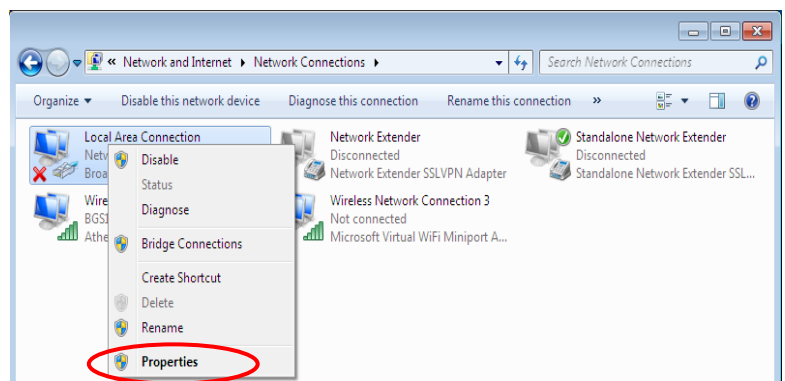 « Network and Internet ▸ Network Connections ▸
Search Network Connections
Organize ▾ Disable this network device Diagnose this connection Rename this connection »
Local Area Connection
Netw
Broa
Network Extender
Disconnected
Network Extender SSLVPN Adapter
Standalone Network Extender
Disconnected
Standalone Network Extender SSL...
Wire
BGS1
Athe
Wireless Network Connection 3
Not connected
Microsoft Virtual WiFi Miniport A...
Disable
Status
Diagnose
Bridge Connections
Create Shortcut
Delete
Rename
Properties